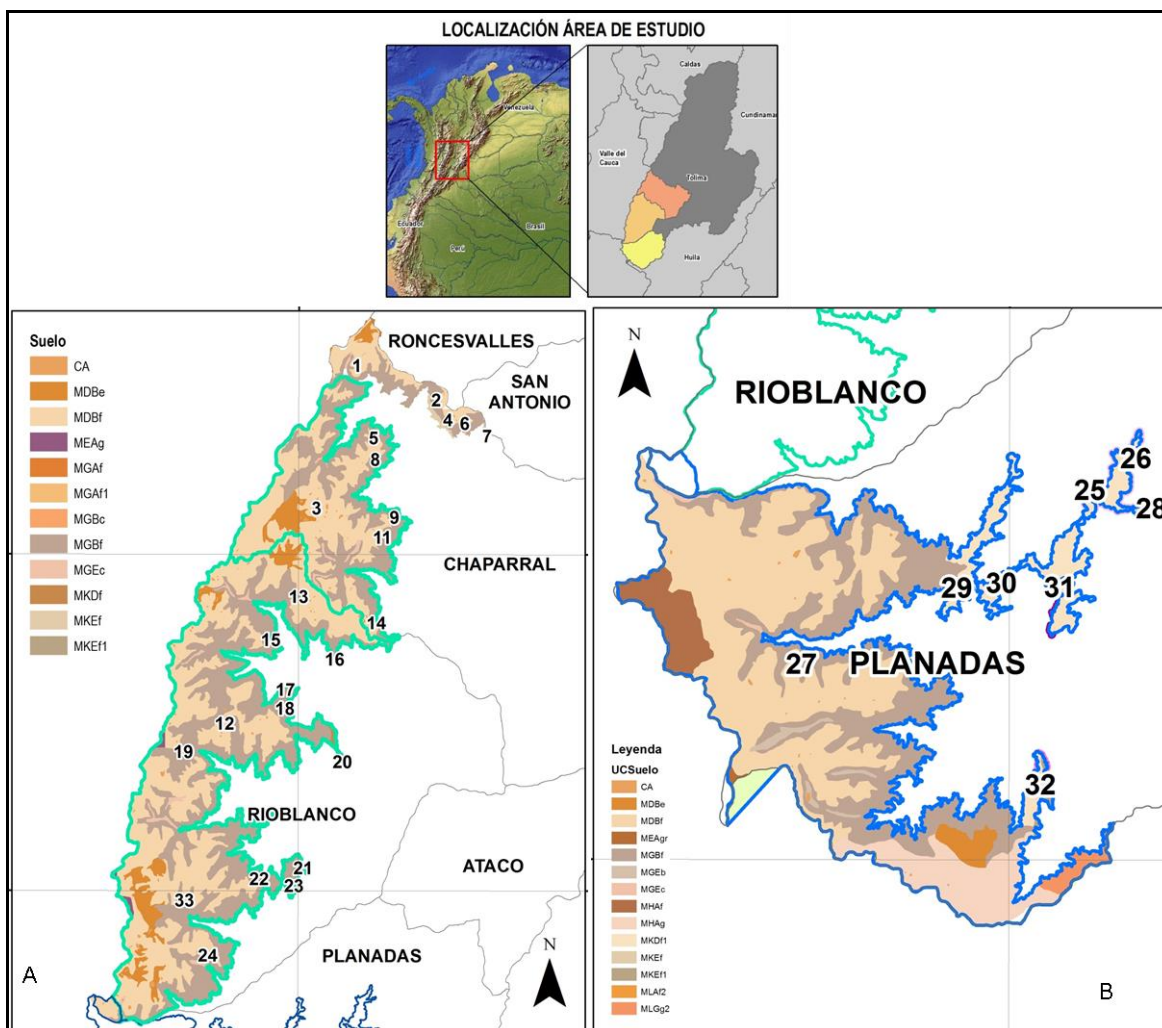 LOCALIZACIÓN ÁREA DE ESTUDIO
Venezuela
Ecuador
Perú
Brasil
Caldas
Cundinamar
Valle del
Cauca
Tolima
Huila
Suelo
CA
MDBe
MDBf
MEAg
MGAf
MGAf1
MGBc
MGBf
MGEc
MKDf
MKEf
MKEf1
RONCESVALLES
SAN
ANTONIO
CHAPARRAL
RIOBLANCO
ATACO
PLANADAS
N
A
1
2
4
6
7
5
8
3
9
11
13
14
15
16
17
18
12
19
20
21
22
23
33
24
N
RIOBLANCO
PLANADAS
26
25
28
29
30
31
27
32
Leyenda
UCSuelo
CA
MDBe
MDBf
MEAgr
MGBf
MGEb
MGEc
MHAf
MHAg
MKDf1
MKEf
MKEf1
MLAf2
MLGg2
B